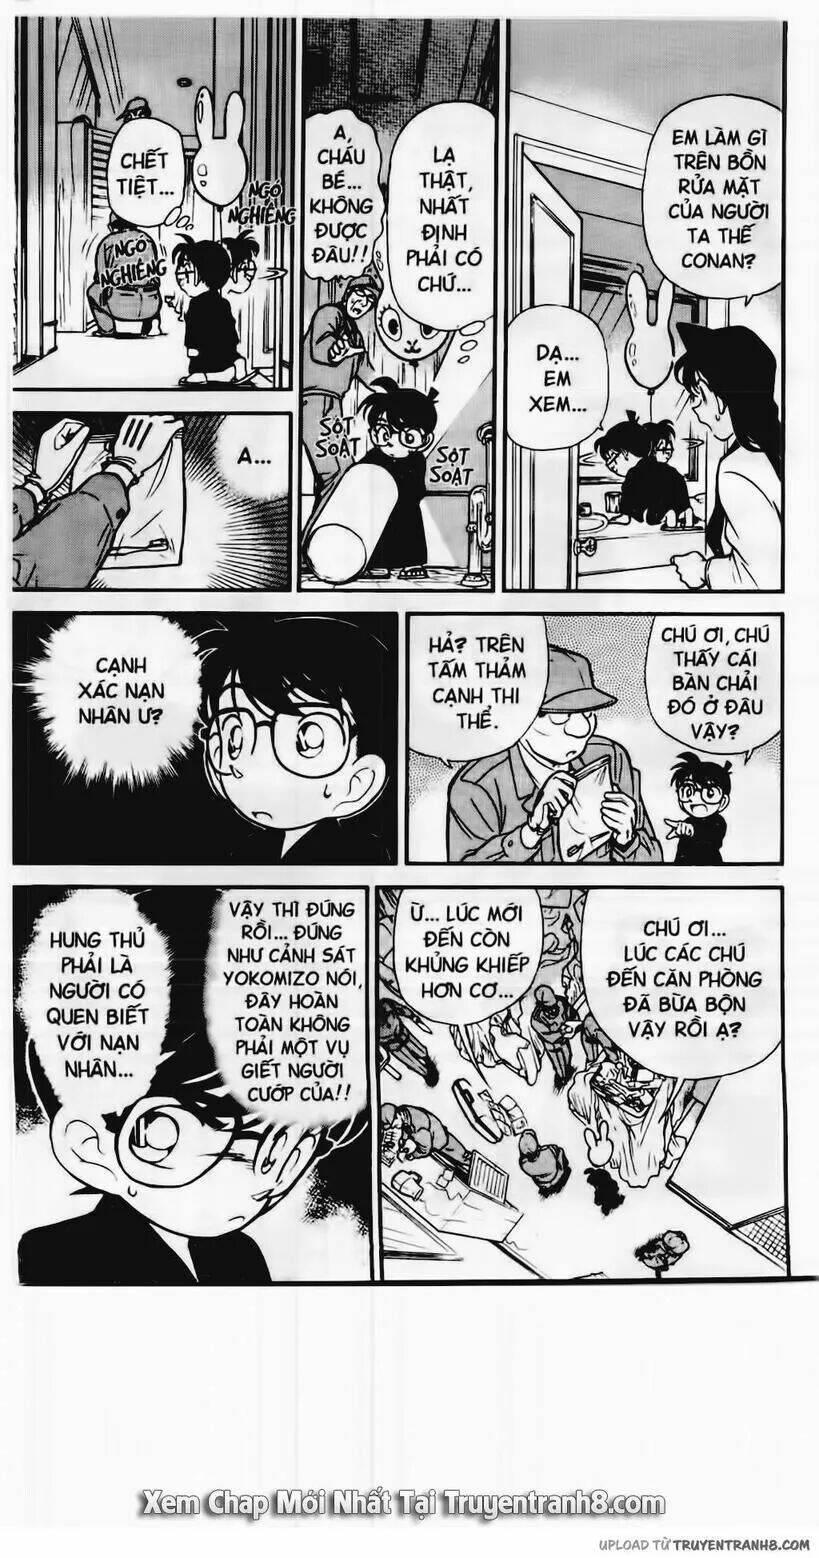 EM LÀM GÌ
TRÊN BỒN
RỬA MẶT
CỦA NGƯỜI
TA THẾ
CONAN?
DẠ...
EM
XEM...
LẠ
THẬT,
NHẤT
ĐỊNH
PHẢI CÓ
CHỨ...
A,
CHÁU
BÉ...
KHÔNG
ĐƯỢC
ĐÂU!!
SỘT
SOẠT
SỘT
SOẠT
CHẾT
TIỆT...
NGÓ
NGHIÊNG
NGÓ
NGHIÊNG
A...
CHÚ ƠI, CHÚ
THẤY CÁI
BÀN CHẢI
ĐÓ Ở ĐÂU
VẬY?
HẢ? TRÊN
TẤM THẢM
CẠNH THI
THỂ.
CẠNH
XÁC NẠN
NHÂN Ư?
CHÚ ƠI...
LÚC CÁC CHÚ
ĐẾN CĂN PHÒNG
ĐÃ BỪA BỘN
VẬY RỒI Ạ?
Ừ... LÚC MỚI
ĐẾN CÒN
KHỦNG KHIẾP
HƠN CƠ...
VẬY THÌ ĐÚNG
RỒI... ĐÚNG
NHƯ CẢNH SÁT
YOKOMIZO NÓI,
ĐÂY HOÀN
TOÀN KHÔNG
PHẢI MỘT VỤ
GIẾT NGƯỜI
CƯỚP CỦA!!
HUNG THỦ
PHẢI LÀ
NGƯỜI CÓ
QUEN BIẾT
VỚI NẠN
NHÂN...
Xem Chap Mới Nhất Tại Truyentranh8.com
UPLOAD TỪ TRUYENTRANH8.COM